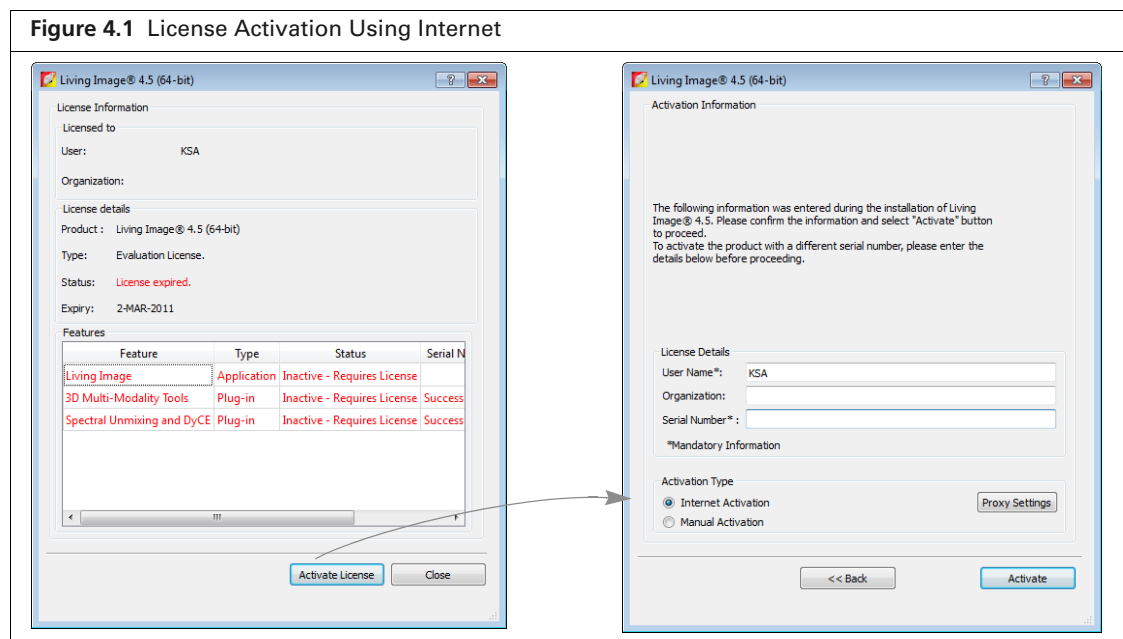 Figure 4.1 License Activation Using Internet
Living Image® 4.5 (64-bit)
License Information
Licensed to
User: KSA
Organization:
License details
Product : Living Image® 4.5 (64-bit)
Type: Evaluation License.
Status: License expired.
Expiry: 2-MAR-2011
Features
Feature Type Status Serial N
Living Image Application Inactive - Requires License
3D Multi-Modality Tools Plug-in Inactive - Requires License Success
Spectral Unmixing and DyCE Plug-in Inactive - Requires License Success
Activate License Close
Living Image® 4.5 (64-bit)
Activation Information
The following information was entered during the installation of Living
Image® 4.5. Please confirm the information and select "Activate" button
to proceed.
To activate the product with a different serial number, please enter the
details below before proceeding.
License Details
User Name*: KSA
Organization:
Serial Number* :
*Mandatory Information
Activation Type
Internet Activation Proxy Settings
Manual Activation
<< Back Activate